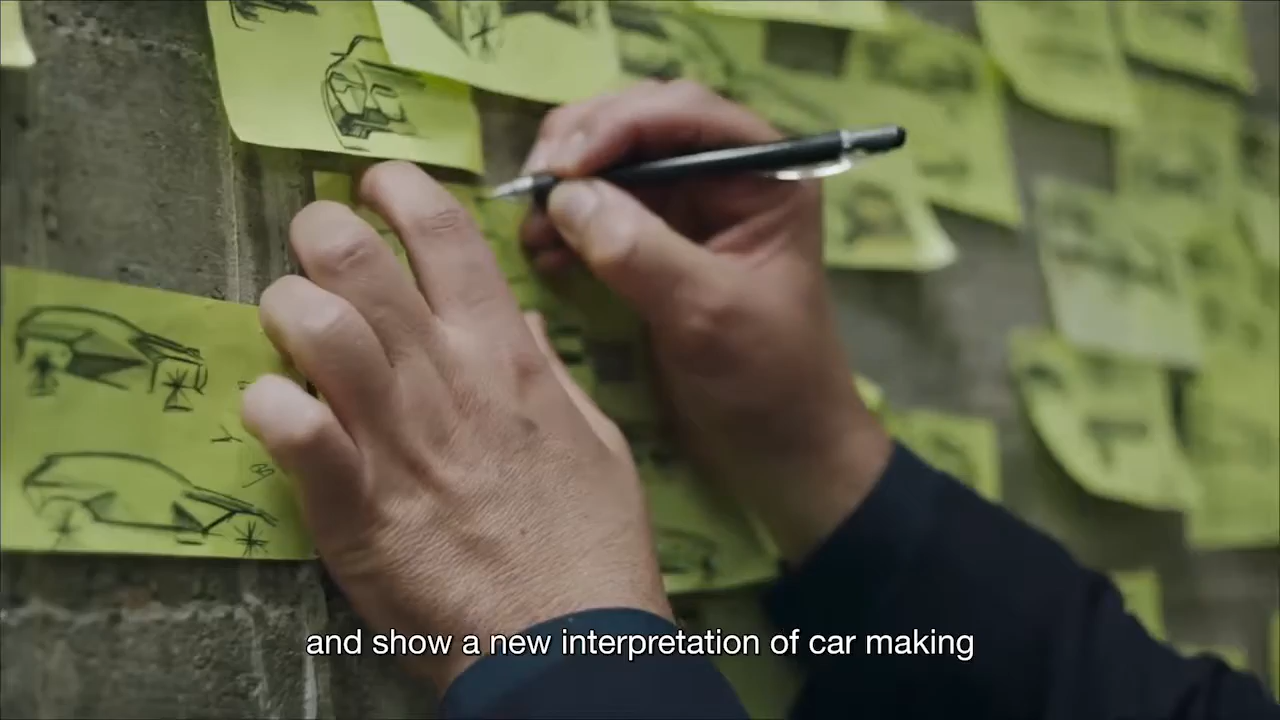 and show a new interpretation of car making